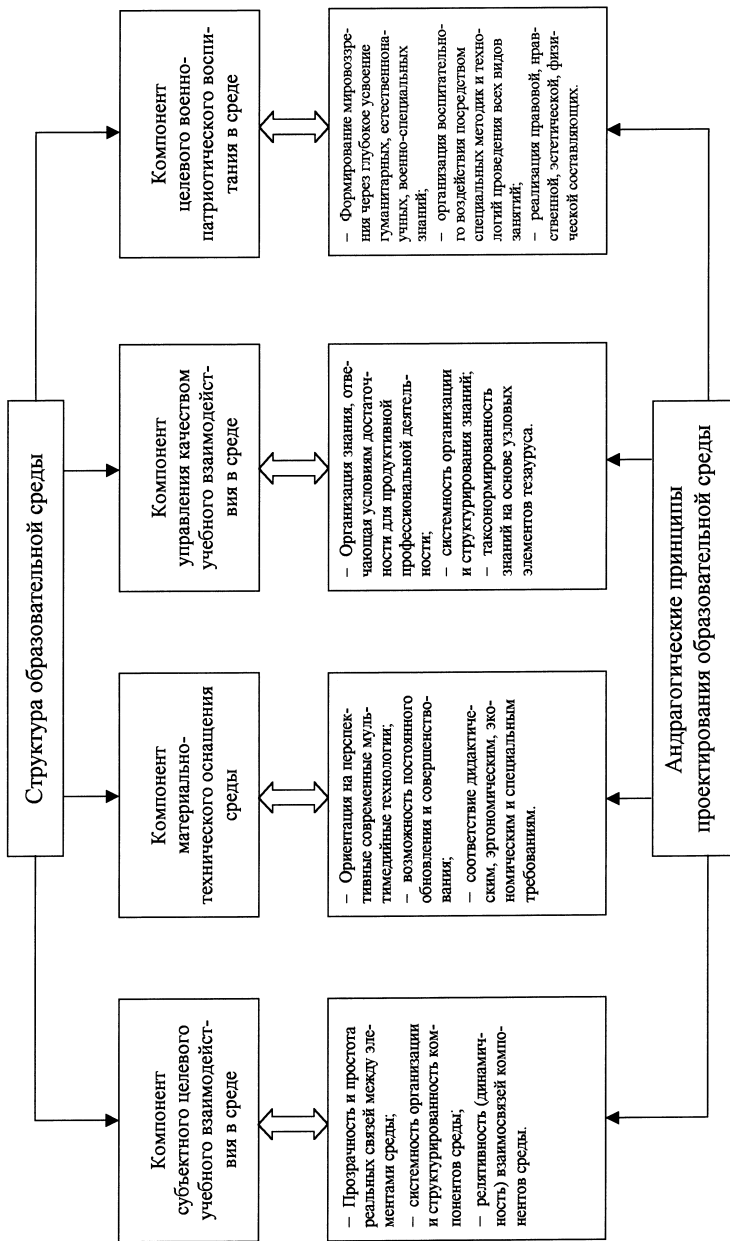 Структура образовательной среды
Компонент
субъектного целевого
учебного взаимодейст-
вия в среде
Компонент
материально-
технического оснащения
среды
Компонент
управления качеством
учебного взаимодейст-
вия в среде
Компонент
целевого военно-
патриотического воспи-
тания в среде
– Прозрачность и простота
реальных связей между эле-
ментами среды;
– системность организации
и структурированность ком-
понентов среды;
– релятивность (динамич-
ность) взаимосвязей компо-
нентов среды.
– Ориентация на перспек-
тивные современные муль-
тимедийные технологии;
– возможность постоянного
обновления и совершенство-
вания;
– соответствие дидактиче-
ским, эргономическим, эко-
номическим и специальным
требованиям.
– Организация знания, отве-
чающая условиям достаточ-
ности для продуктивной
профессиональной деятель-
ности;
– системность организации
и структурирования знаний;
– таксонормированность
знаний на основе узловых
элементов тезауруса.
– Формирование мировоззре-
ния через глубокое усвоение
гуманитарных, естественнона-
учных, военно-специальных
знаний;
– организация воспитательно-
го воздействия посредством
специальных методик и техно-
логий проведения всех видов
занятий;
– реализация правовой, нрав-
ственной, эстетической, физи-
ческой составляющих.
Андрагогические принципы
проектирования образовательной среды